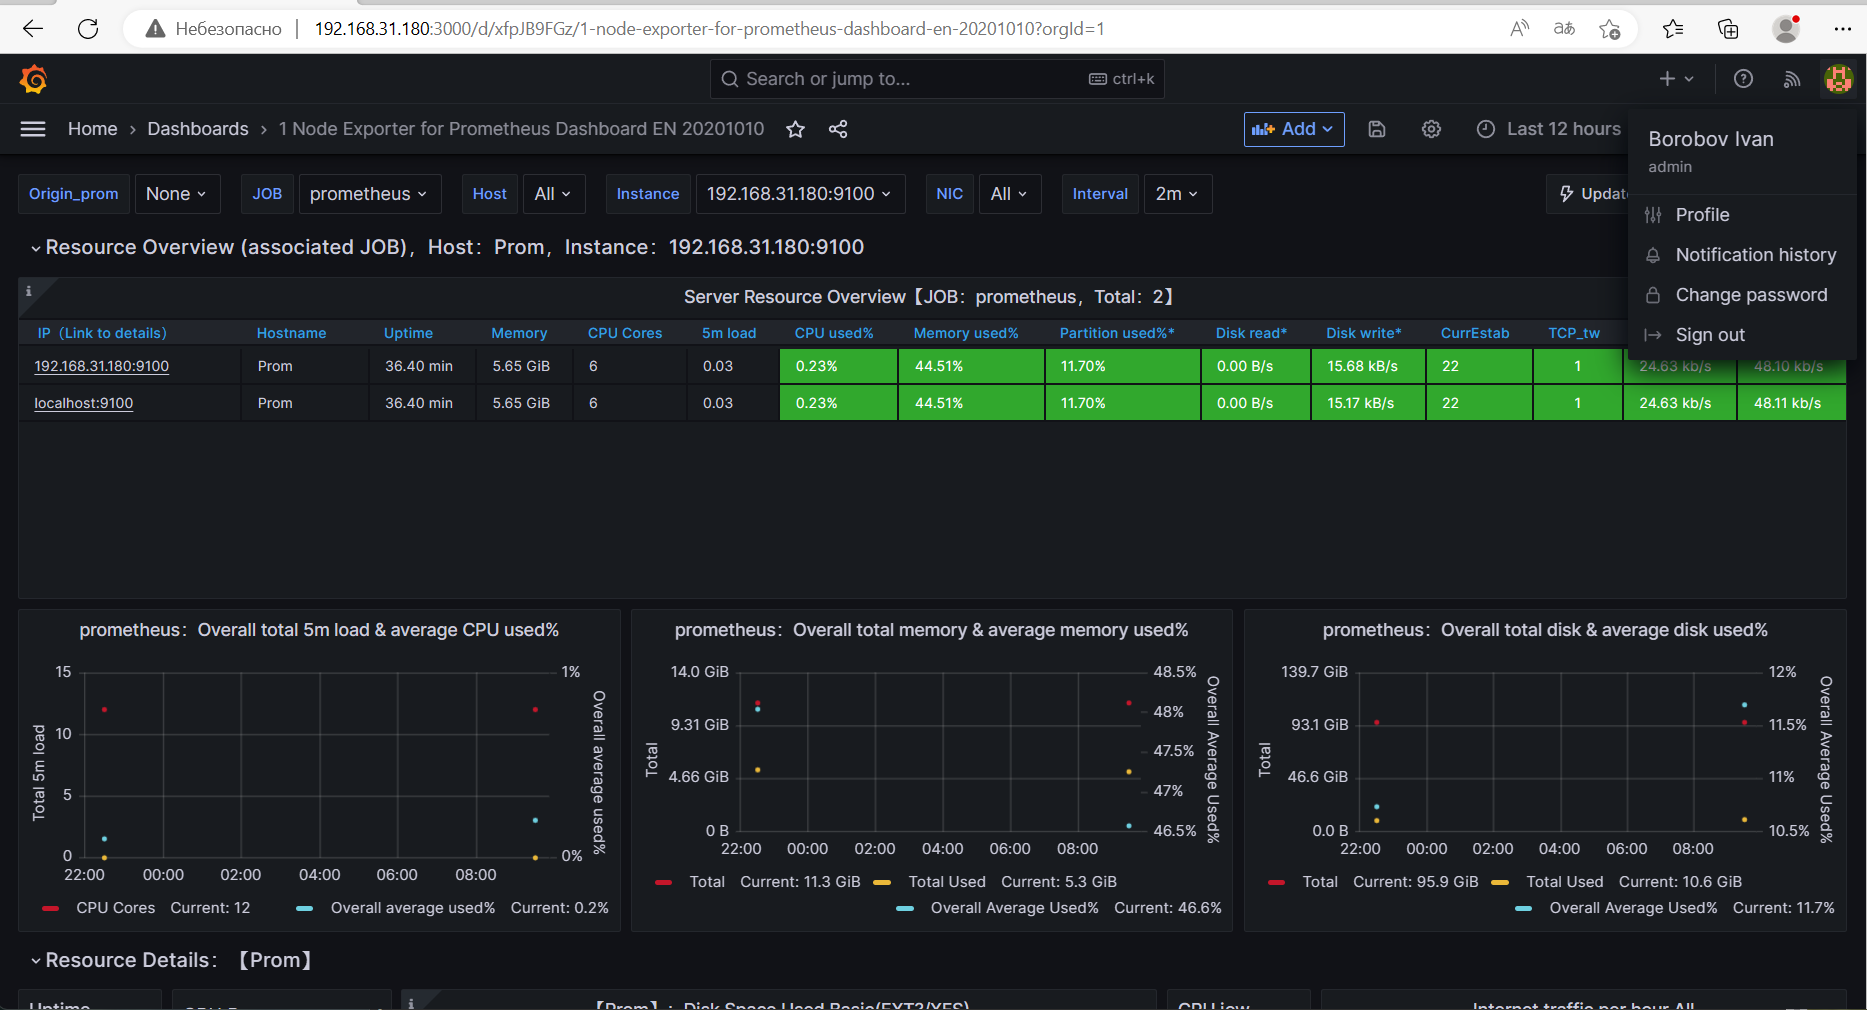 Небезопасно 192.168.31.180:3000/d/xfpJB9FGz/1-node-exporter-for-prometheus-dashboard-en-20201010?orgId=1
Search or jump to... ctrl+k
Home › Dashboards › 1 Node Exporter for Prometheus Dashboard EN 20201010 Add Last 12 hours
Borobov Ivan
admin
Profile
Notification history
Change password
Sign out
Origin_prom None JOB prometheus Host All Instance 192.168.31.180:9100 NIC All Interval 2m
Resource Overview (associated JOB)，Host：Prom，Instance：192.168.31.180:9100
Server Resource Overview【JOB：prometheus，Total：2】
IP（Link to details） Hostname Uptime Memory CPU Cores 5m load CPU used% Memory used% Partition used%* Disk read* Disk write* CurrEstab TCP_tw
192.168.31.180:9100 Prom 36.40 min 5.65 GiB 6 0.03 0.23% 44.51% 11.70% 0.00 B/s 15.68 kB/s 22 1 24.63 kb/s 48.10 kb/s
localhost:9100 Prom 36.40 min 5.65 GiB 6 0.03 0.23% 44.51% 11.70% 0.00 B/s 15.17 kB/s 22 1 24.63 kb/s 48.11 kb/s
prometheus：Overall total 5m load & average CPU used%
15
10
5
0
1%
0%
Total 5m load
Overall average used%
22:00 00:00 02:00 04:00 06:00 08:00
CPU Cores Current: 12 Overall average used% Current: 0.2%
prometheus：Overall total memory & average memory used%
14.0 GiB
9.31 GiB
4.66 GiB
0 B
48.5%
48%
47.5%
47%
46.5%
Total
Overall Average Used%
22:00 00:00 02:00 04:00 06:00 08:00
Total Current: 11.3 GiB Total Used Current: 5.3 GiB
Overall Average Used% Current: 46.6%
prometheus：Overall total disk & average disk used%
139.7 GiB
93.1 GiB
46.6 GiB
0.0 B
12%
11.5%
11%
10.5%
Total
Overall Average Used%
22:00 00:00 02:00 04:00 06:00 08:00
Total Current: 95.9 GiB Total Used Current: 10.6 GiB
Overall Average Used% Current: 11.7%
Resource Details：【Prom】
Uptime 【Prom】：Disk Space Used Basic(EXT?/XFS) CPU iow Internet traffic per hour All